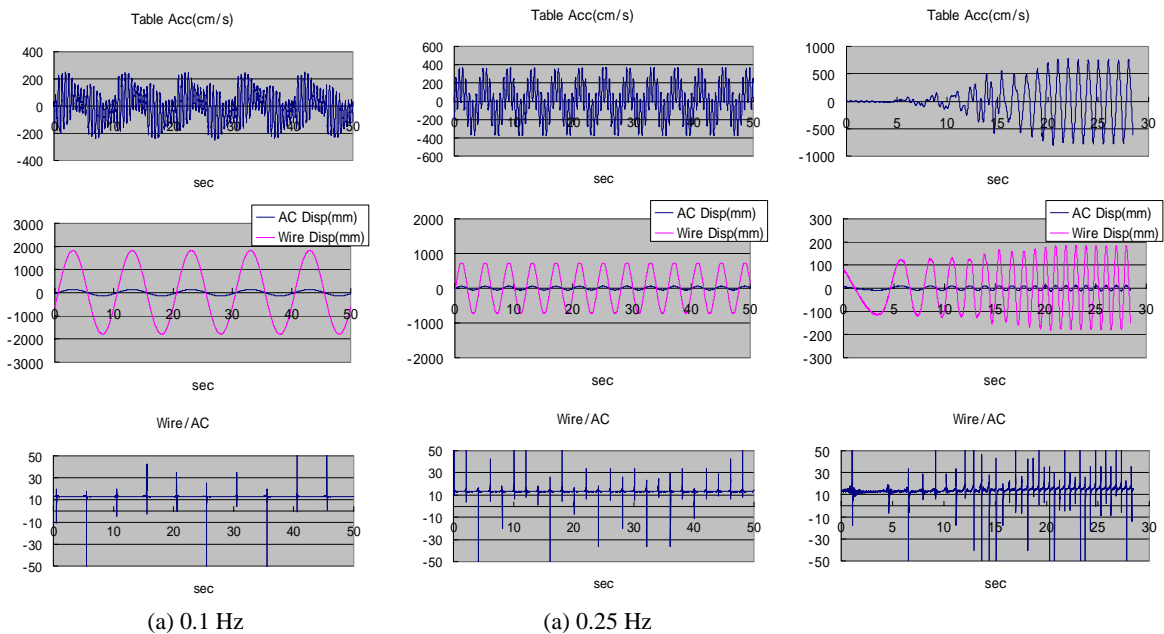 Table Acc(cm/s)
400
200
0
-200
-400
0 10 20 30 40 50
sec
3000
2000
1000
0
-1000
-2000
-3000
0 10 20 30 40 50
AC Disp(mm)
Wire Disp(mm)
sec
Wire/AC
50
30
10
-10
-30
-50
0 10 20 30 40 50
sec
(a) 0.1 Hz
Table Acc(cm/s)
600
400
200
0
-200
-400
-600
0 10 20 30 40 50
sec
2000
1000
0
-1000
-2000
0 10 20 30 40 50
AC Disp(mm)
Wire Disp(mm)
sec
Wire/AC
50
30
10
-10
-30
-50
0 10 20 30 40 50
sec
(a) 0.25 Hz
Table Acc(cm/s)
1000
500
0
-500
-1000
0 5 10 15 20 25 30
sec
300
200
100
0
-100
-200
-300
0 5 10 15 20 25 30
AC Disp(mm)
Wire Disp(mm)
sec
Wire/AC
50
30
10
-10
-30
-50
0 5 10 15 20 25 30
sec